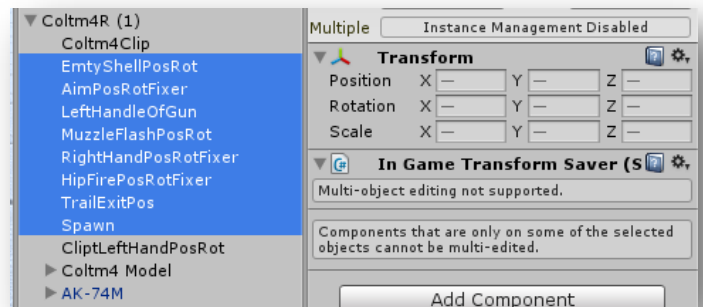 Coltm4R (1)
Coltm4Clip
EmtyShellPosRot
AimPosRotFixer
LeftHandleOfGun
MuzzleFlashPosRot
RightHandPosRotFixer
HipFirePosRotFixer
TrailExitPos
Spawn
CliptLeftHandPosRot
Coltm4 Model
AK-74M
Multiple Instance Management Disabled
Transform
Position X — Y — Z —
Rotation X — Y — Z —
Scale X — Y — Z —
In Game Transform Saver (S
Multi-object editing not supported.
Components that are only on some of the selected
objects cannot be multi-edited.
Add Component